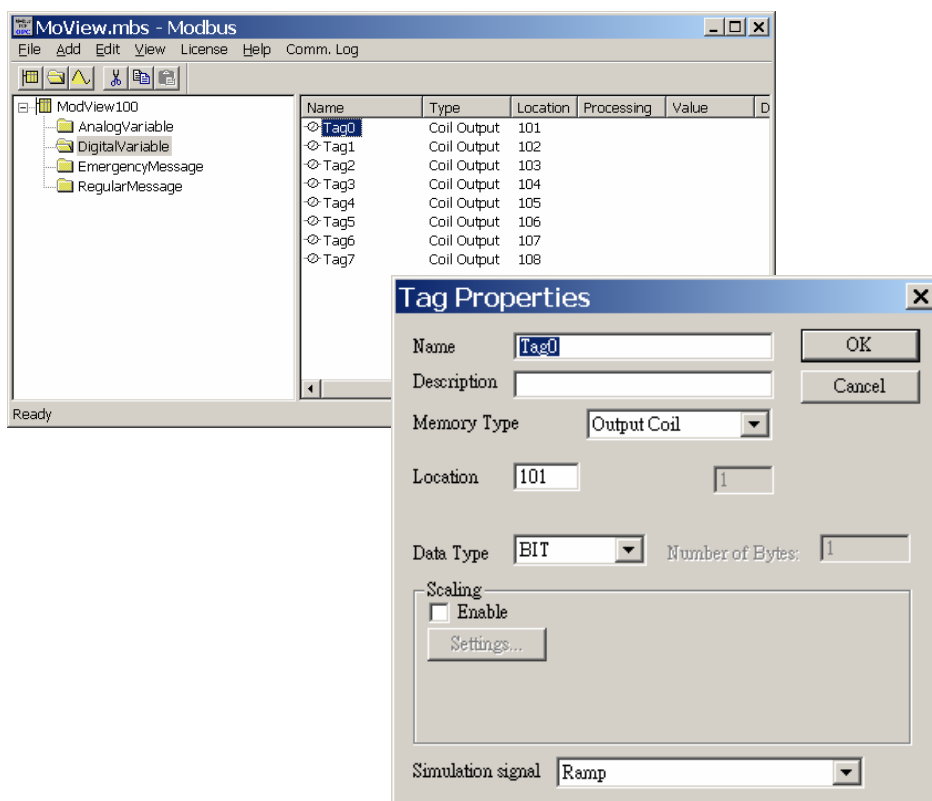 MoView.mbs - Modbus
File Add Edit View License Help Comm. Log
ModView100
AnalogVariable
DigitalVariable
EmergencyMessage
RegularMessage
Name Type Location Processing Value D
Tag0 Coil Output 101
Tag1 Coil Output 102
Tag2 Coil Output 103
Tag3 Coil Output 104
Tag4 Coil Output 105
Tag5 Coil Output 106
Tag6 Coil Output 107
Tag7 Coil Output 108
Ready
Tag Properties
Name Tag0 OK
Description Cancel
Memory Type Output Coil
Location 101 1
Data Type BIT Number of Bytes: 1
Scaling
Enable
Settings...
Simulation signal Ramp